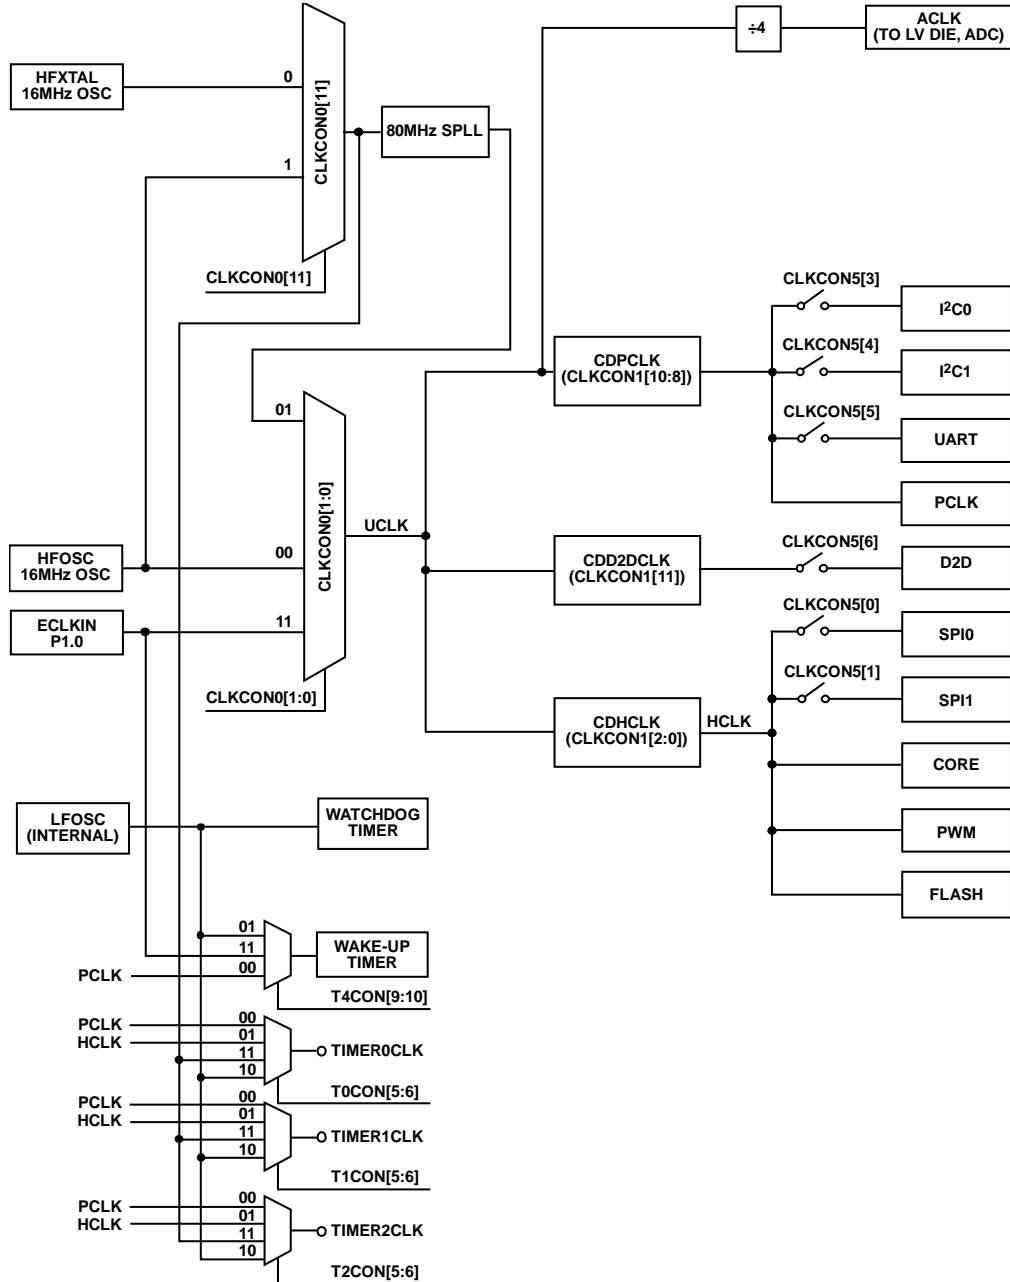 ÷4
ACLK
(TO LV DIE, ADC)
HFXTAL
16MHz OSC
0
CLKCON0[11]
80MHz SPLL
1
CLKCON0[11]
CLKCON5[3]
I²C0
CDPCLK
(CLKCON1[10:8])
CLKCON5[4]
I²C1
01
CLKCON5[5]
UART
CLKCON0[1:0]
PCLK
UCLK
HFOSC
16MHz OSC
00
CDD2DCLK
(CLKCON1[11])
CLKCON5[6]
D2D
ECLKIN
P1.0
11
CLKCON5[0]
SPI0
CLKCON0[1:0]
CLKCON5[1]
SPI1
CDHCLK
(CLKCON1[2:0])
HCLK
CORE
LFOSC
(INTERNAL)
WATCHDOG
TIMER
PWM
FLASH
01
11
00
PCLK
WAKE-UP
TIMER
T4CON[9:10]
PCLK
HCLK
00
01
11
10
TIMER0CLK
T0CON[5:6]
PCLK
HCLK
00
01
11
10
TIMER1CLK
T1CON[5:6]
PCLK
HCLK
00
01
11
10
TIMER2CLK
T2CON[5:6]